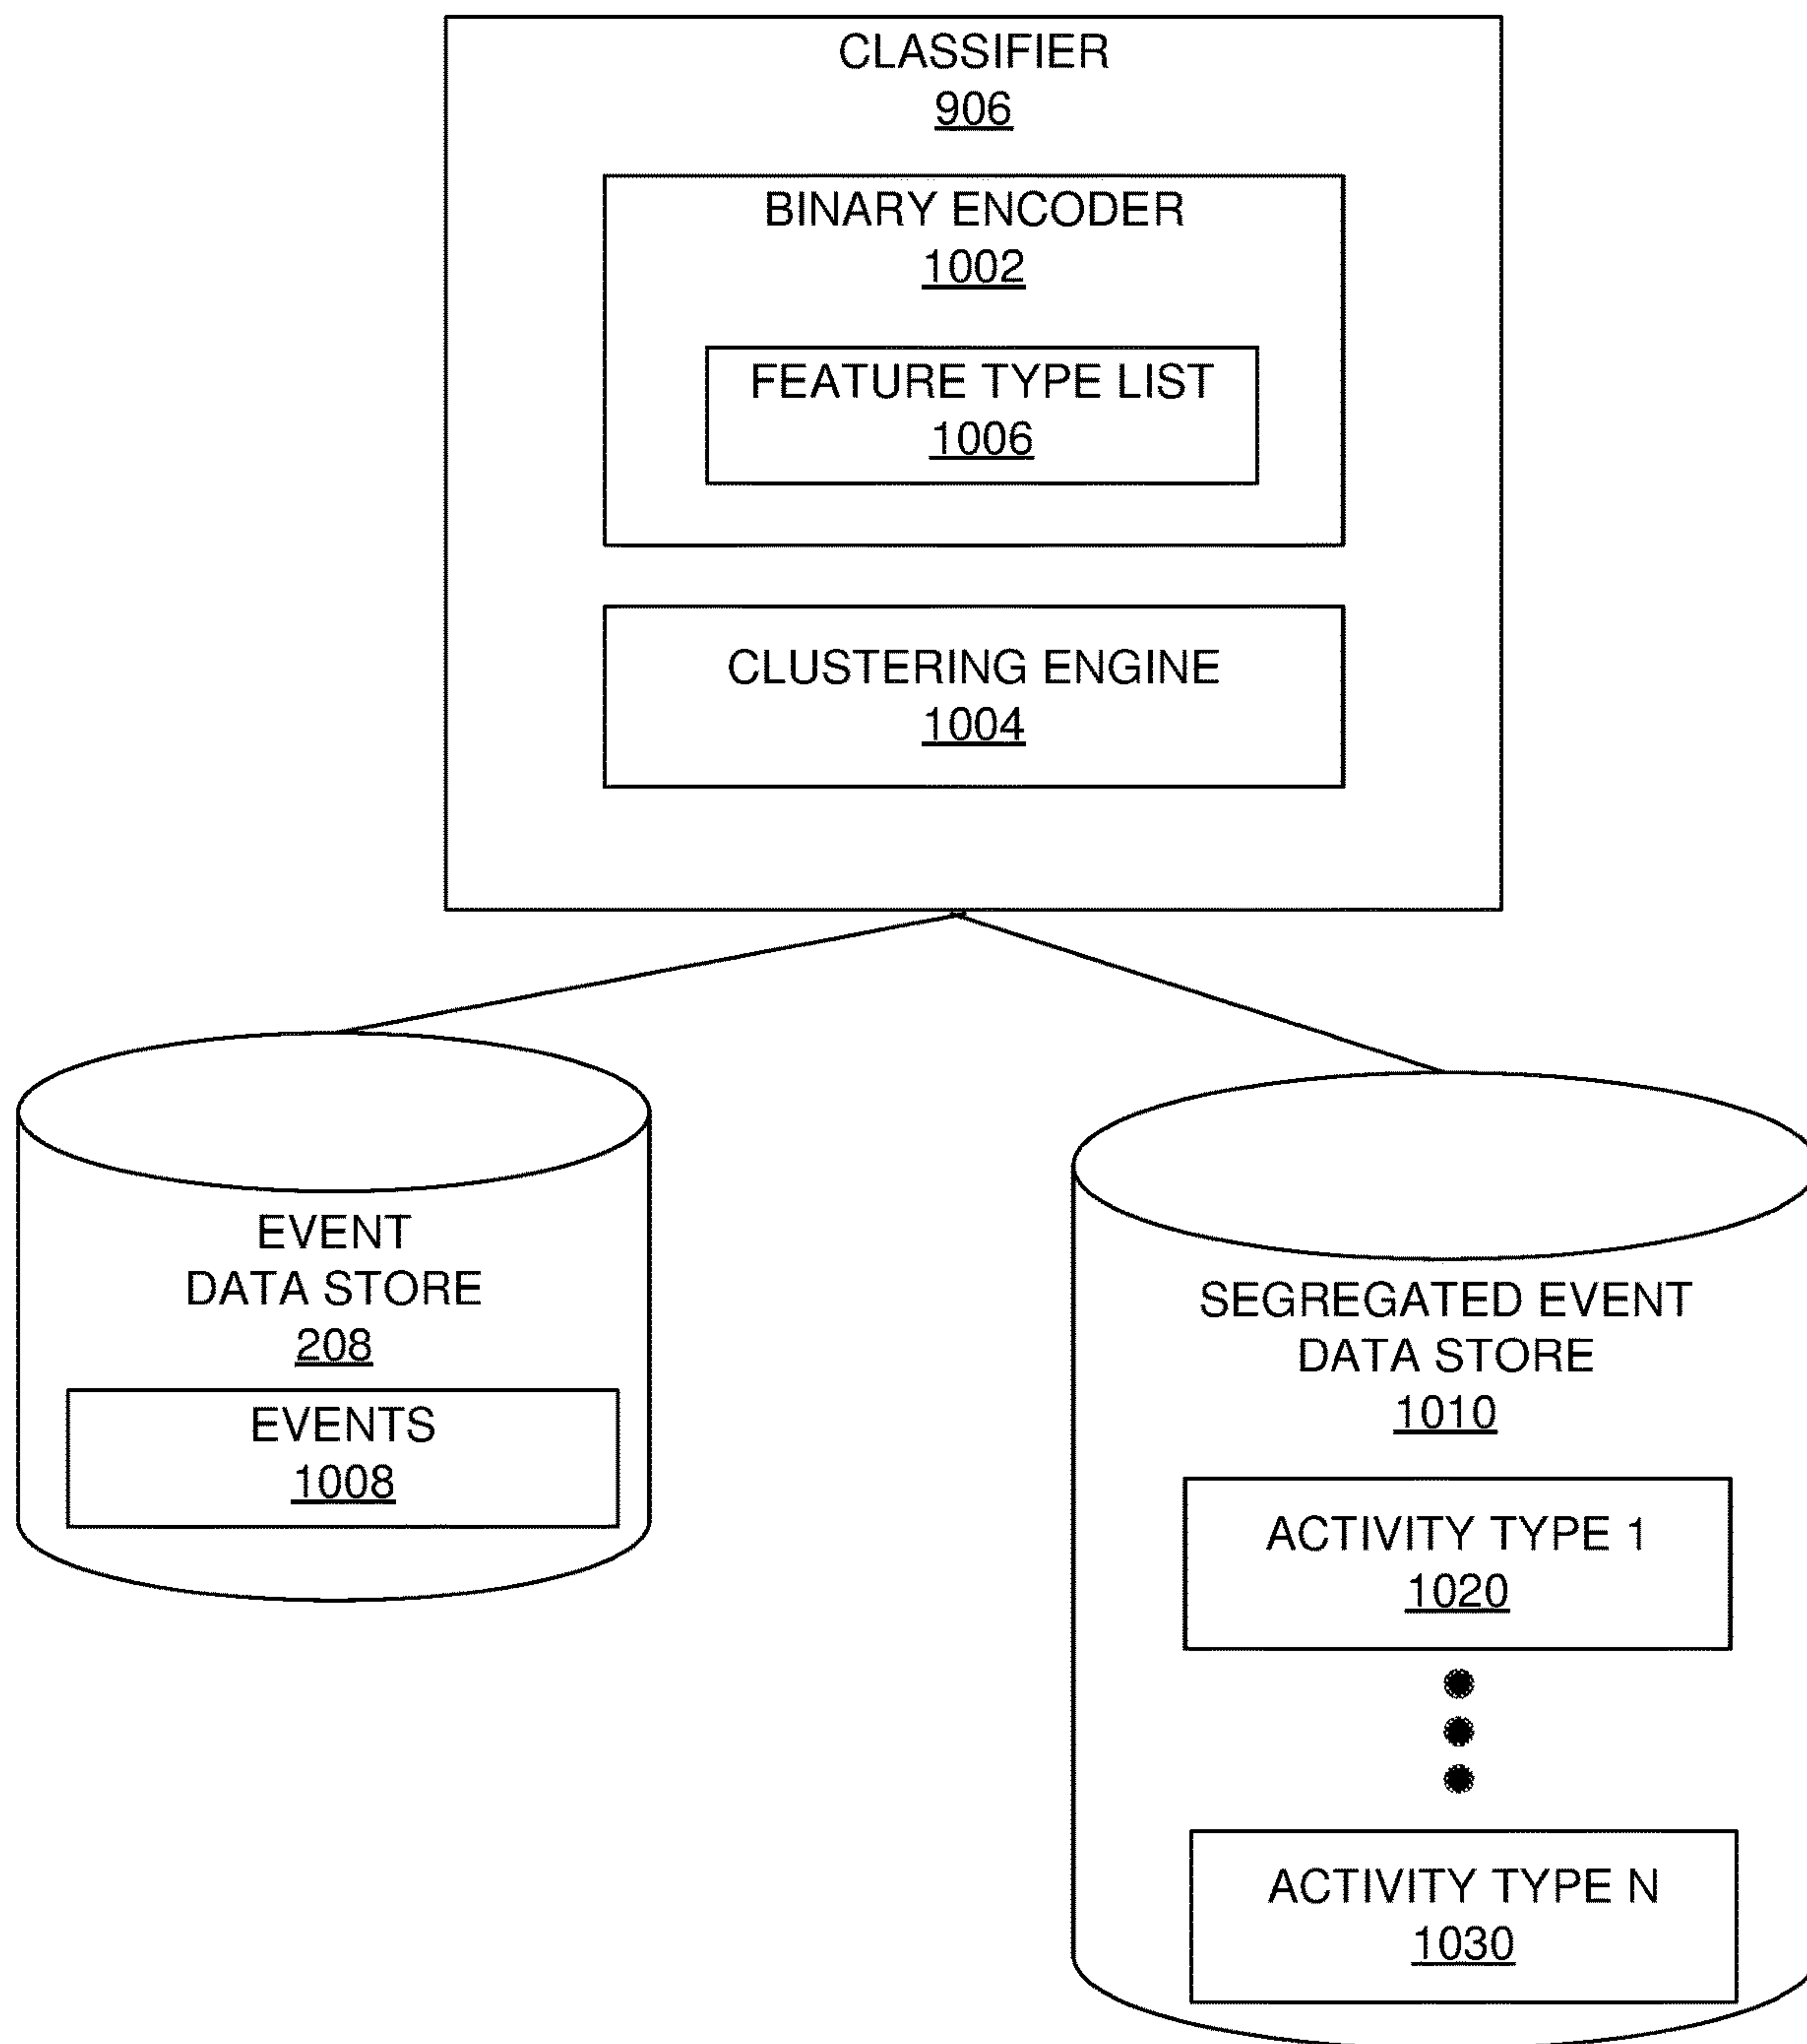 CLASSIFIER
906
BINARY ENCODER
1002
FEATURE TYPE LIST
1006
CLUSTERING ENGINE
1004
EVENT
DATA STORE
208
EVENTS
1008
SEGREGATED EVENT
DATA STORE
1010
ACTIVITY TYPE 1
1020
ACTIVITY TYPE N
1030